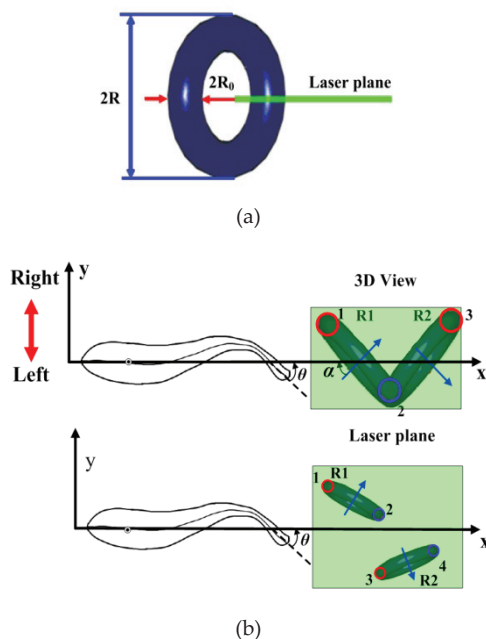 2R
2R₀
Laser plane
(a)
y
Right
Left
3D View
1
R1
R2
3
α
θ
2
x
Laser plane
y
1
R1
2
θ
x
3
4
R2
(b)